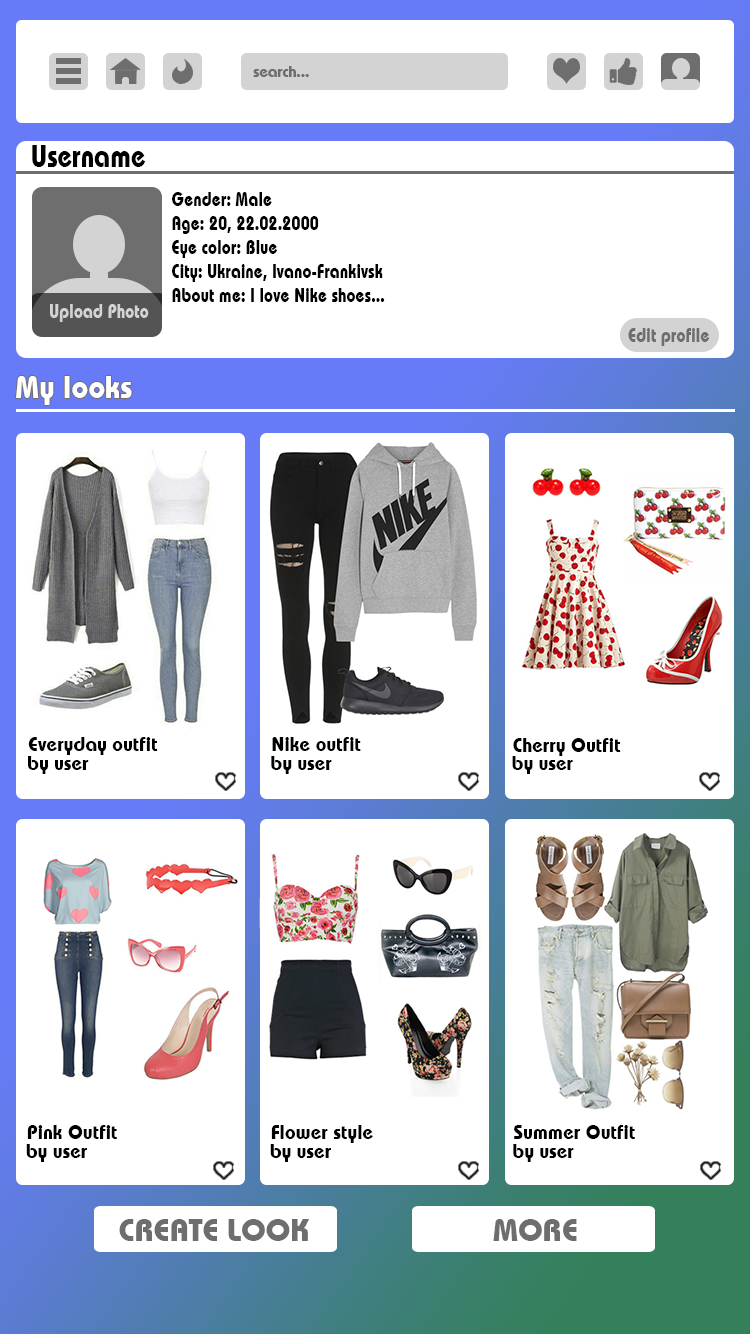 search...
Username
Gender: Male
Age: 20, 22.02.2000
Eye color: Blue
City: Ukraine, Ivano-Frankivsk
About me: I love Nike shoes...
Upload Photo
Edit profile
My looks
NIKE
Everyday outfit
by user
Nike outfit
by user
Cherry Outfit
by user
Pink Outfit
by user
Flower style
by user
Summer Outfit
by user
CREATE LOOK
MORE